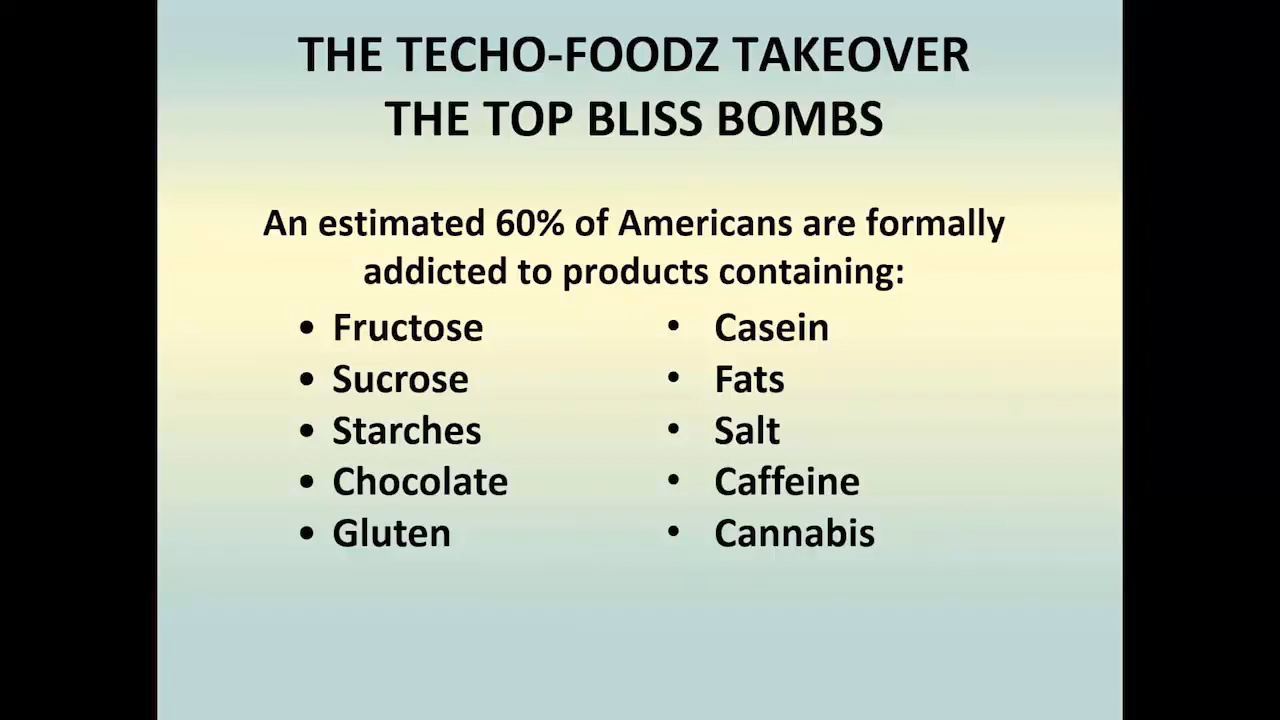 THE TECHO-FOODZ TAKEOVER
THE TOP BLISS BOMBS
An estimated 60% of Americans are formally
addicted to products containing:
• Fructose
• Sucrose
• Starches
• Chocolate
• Gluten
• Casein
• Fats
• Salt
• Caffeine
• Cannabis